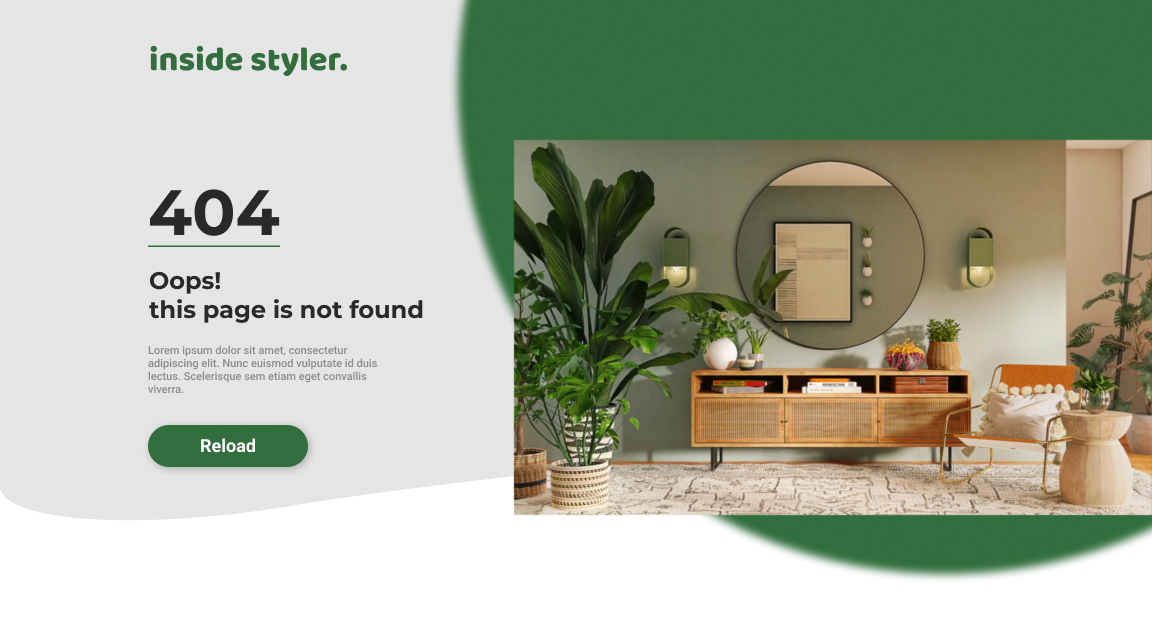 inside styler.
404
Oops!
this page is not found
Lorem ipsum dolor sit amet, consectetur
adipiscing elit. Nunc euismod vulputate id duis
lectus. Scelerisque sem etiam eget convallis
viverra.
Reload